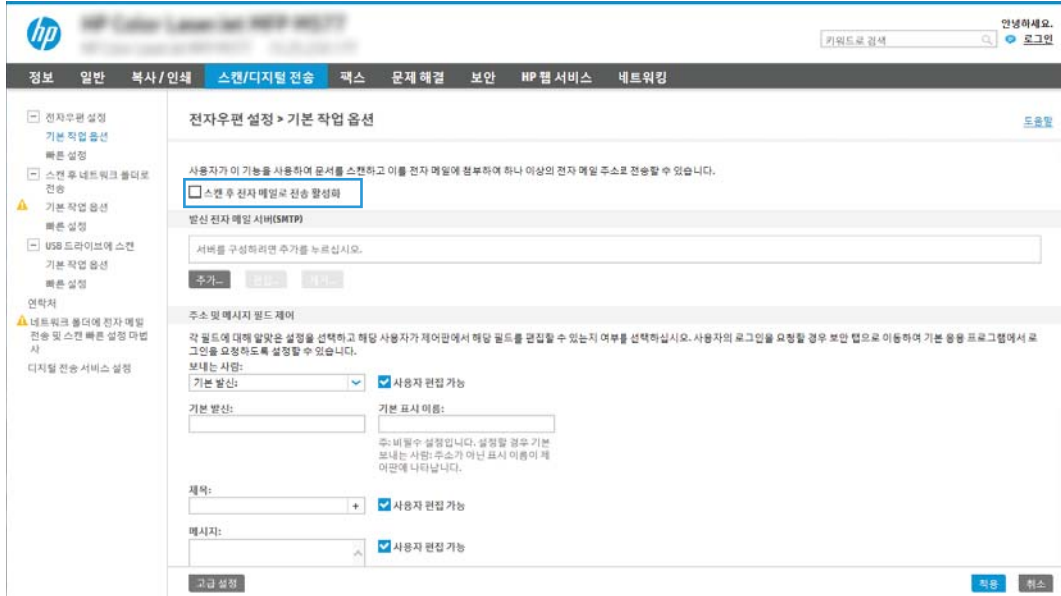 hp
안녕하세요.
키워드로 검색
로그인
정보 일반 복사/인쇄 스캔/디지털 전송 팩스 문제 해결 보안 HP 웹 서비스 네트워킹
전자우편 설정
기본 작업 옵션
빠른 설정
스캔 후 네트워크 폴더로
전송
기본 작업 옵션
빠른 설정
USB 드라이브에 스캔
기본 작업 옵션
빠른 설정
연락처
네트워크 폴더에 전자 메일
전송 및 스캔 빠른 설정 마법
사
디지털 전송 서비스 설정
전자우편 설정 > 기본 작업 옵션
도움말
사용자가 이 기능을 사용하여 문서를 스캔하고 이를 전자 메일에 첨부하여 하나 이상의 전자 메일 주소로 전송할 수 있습니다.
스캔 후 전자 메일로 전송 활성화
발신 전자 메일 서버(SMTP)
서버를 구성하려면 추가를 누르십시오.
추가...
주소 및 메시지 필드 제어
각 필드에 대해 알맞은 설정을 선택하고 해당 사용자가 제어판에서 해당 필드를 편집할 수 있는지 여부를 선택하십시오. 사용자의 로그인을 요청할 경우 보안 탭으로 이동하여 기본 응용 프로그램에서 로
그인을 요청하도록 설정할 수 있습니다.
보내는 사람:
기본 발신: 사용자 편집 가능
기본 발신: 기본 표시 이름:
주: 비필수 설정입니다. 설정할 경우 기본
보내는 사람: 주소가 아닌 표시 이름이 제
어판에 나타납니다.
제목:
+ 사용자 편집 가능
메시지:
사용자 편집 가능
고급 설정 적용 취소